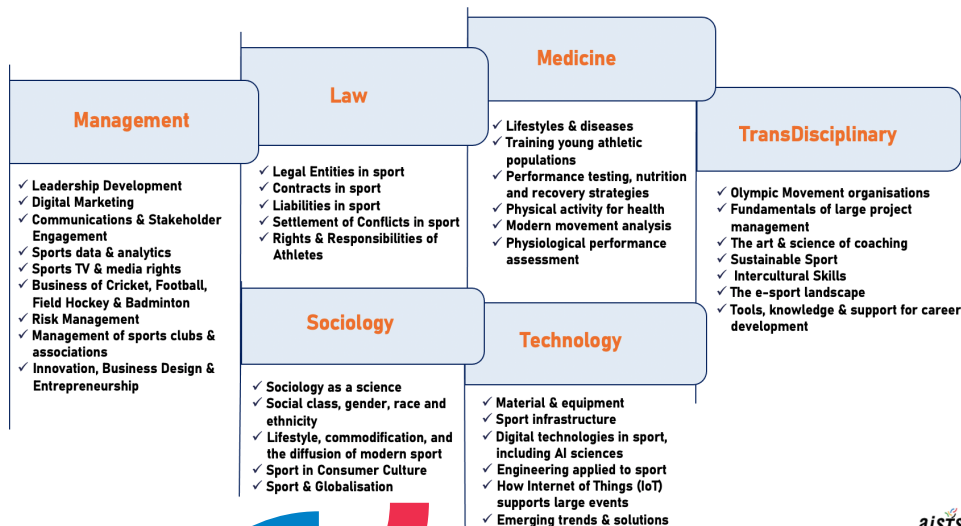 Management
✓ Leadership Development
✓ Digital Marketing
✓ Communications & Stakeholder
Engagement
✓ Sports data & analytics
✓ Sports TV & media rights
✓ Business of Cricket, Football,
Field Hockey & Badminton
✓ Risk Management
✓ Management of sports clubs &
associations
✓ Innovation, Business Design &
Entrepreneurship
Law
✓ Legal Entities in sport
✓ Contracts in sport
✓ Liabilities in sport
✓ Settlement of Conflicts in sport
✓ Rights & Responsibilities of
Athletes
Sociology
✓ Sociology as a science
✓ Social class, gender, race and
ethnicity
✓ Lifestyle, commodification, and
the diffusion of modern sport
✓ Sport in Consumer Culture
✓ Sport & Globalisation
Medicine
✓ Lifestyles & diseases
✓ Training young athletic
populations
✓ Performance testing, nutrition
and recovery strategies
✓ Physical activity for health
✓ Modern movement analysis
✓ Physiological performance
assessment
Technology
✓ Material & equipment
✓ Sport infrastructure
✓ Digital technologies in sport,
including AI sciences
✓ Engineering applied to sport
✓ How Internet of Things (IoT)
supports large events
✓ Emerging trends & solutions
TransDisciplinary
✓ Olympic Movement organisations
✓ Fundamentals of large project
management
✓ The art & science of coaching
✓ Sustainable Sport
✓ Intercultural Skills
✓ The e-sport landscape
✓ Tools, knowledge & support for career
development
aists